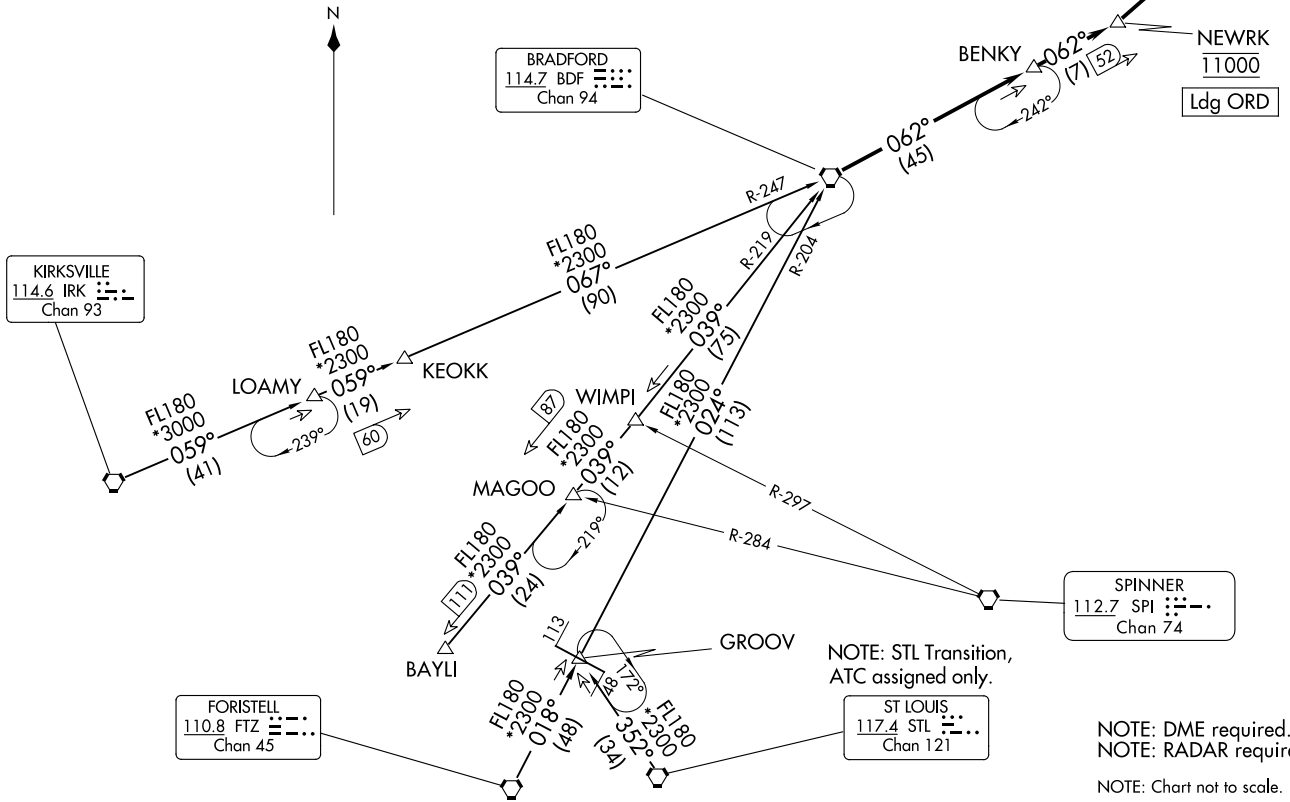 N
NEWRK
11000
Ldg ORD
BENKY
062°
(7)
52
242°
BRADFORD
114.7 BDF
Chan 94
062°
(45)
R-247
R-219
R-204
FL180
*2300
067°
(90)
KIRKSVILLE
114.6 IRK
Chan 93
FL180
*2300
039°
(75)
FL180
*2300
059°
(19)
KEOKK
LOAMY
239°
60
FL180
*3000
059°
(41)
WIMPI
FL180
*2300
024°
(113)
87
FL180
*2300
039°
(12)
MAGOO
219°
R-297
R-284
FL180
*2300
039°
(24)
111
BAYLI
SPINNER
112.7 SPI
Chan 74
113
GROOV
172°
48
NOTE: STL Transition,
ATC assigned only.
FORISTELL
110.8 FTZ
Chan 45
FL180
*2300
018°
(48)
FL180
*2300
352°
(34)
ST LOUIS
117.4 STL
Chan 121
NOTE: DME required.
NOTE: RADAR require
NOTE: Chart not to scale.